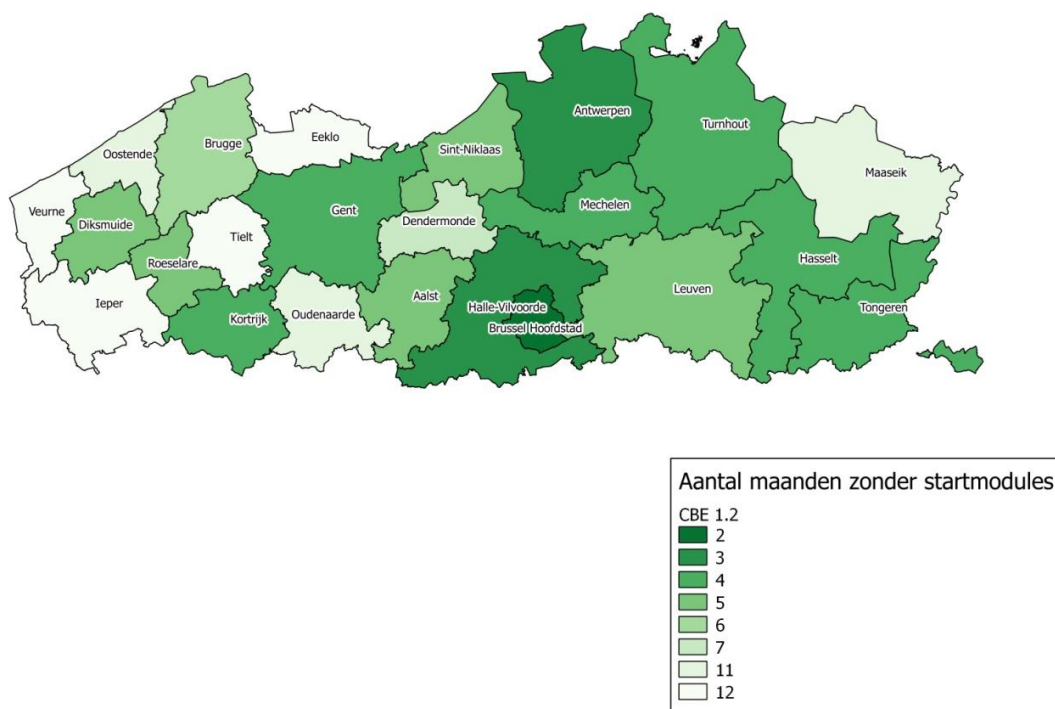 Antwerpen
Turnhout
Eeklo
Brugge
Sint-Niklaas
Oostende
Maaseik
Mechelen
Veurne
Gent
Dendermonde
Diksmuide
Tielt
Hasselt
Roeselare
Leuven
Aalst
Ieper
Halle-Vilvoorde
Tongeren
Oudenaarde
Kortrijk
Brussel Hoofdstad
Aantal maanden zonder startmodules
CBE 1.2
2
3
4
5
6
7
11
12